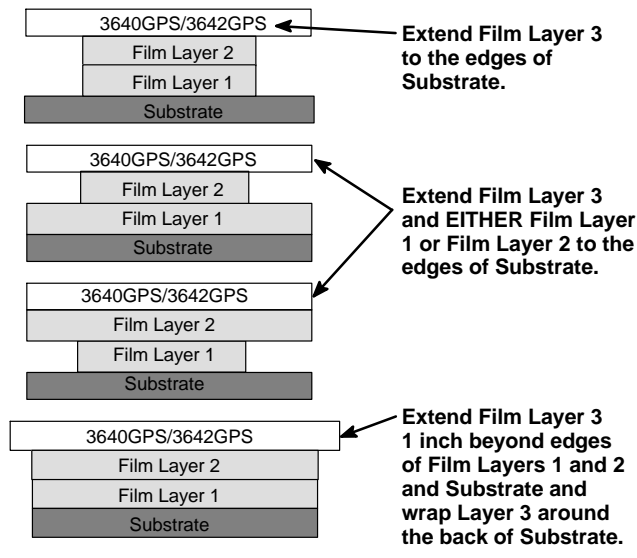 3640GPS/3642GPS
Film Layer 2
Film Layer 1
Substrate
Extend Film Layer 3
to the edges of
Substrate.
3640GPS/3642GPS
Film Layer 2
Film Layer 1
Substrate
Extend Film Layer 3
and EITHER Film Layer
1 or Film Layer 2 to the
edges of Substrate.
3640GPS/3642GPS
Film Layer 2
Film Layer 1
Substrate
3640GPS/3642GPS
Film Layer 2
Film Layer 1
Substrate
Extend Film Layer 3
1 inch beyond edges
of Film Layers 1 and 2
and Substrate and
wrap Layer 3 around
the back of Substrate.